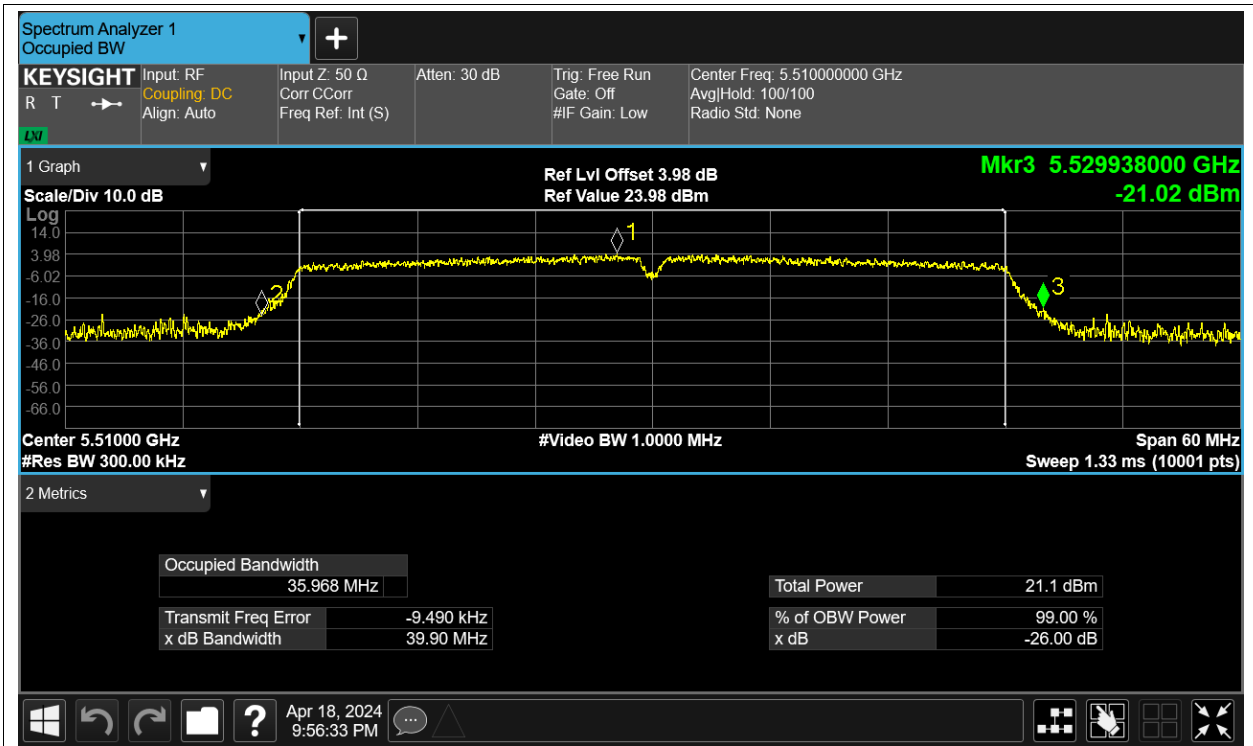 Spectrum Analyzer 1
Occupied BW
KEYSIGHT
R T
LXI
Input: RF
Coupling: DC
Align: Auto
Input Z: 50 Ω
Corr CCorr
Freq Ref: Int (S)
Atten: 30 dB
Trig: Free Run
Gate: Off
#IF Gain: Low
Center Freq: 5.510000000 GHz
Avg|Hold: 100/100
Radio Std: None
1 Graph
Scale/Div 10.0 dB
Ref Lvl Offset 3.98 dB
Ref Value 23.98 dBm
Mkr3 5.529938000 GHz
-21.02 dBm
Log
14.0
3.98
-6.02
-16.0
-26.0
-36.0
-46.0
-56.0
-66.0
1
2
3
Center 5.51000 GHz
#Res BW 300.00 kHz
#Video BW 1.0000 MHz
Span 60 MHz
Sweep 1.33 ms (10001 pts)
2 Metrics
Occupied Bandwidth
35.968 MHz
Transmit Freq Error -9.490 kHz
x dB Bandwidth 39.90 MHz
Total Power 21.1 dBm
% of OBW Power 99.00 %
x dB -26.00 dB
?
Apr 18, 2024
9:56:33 PM